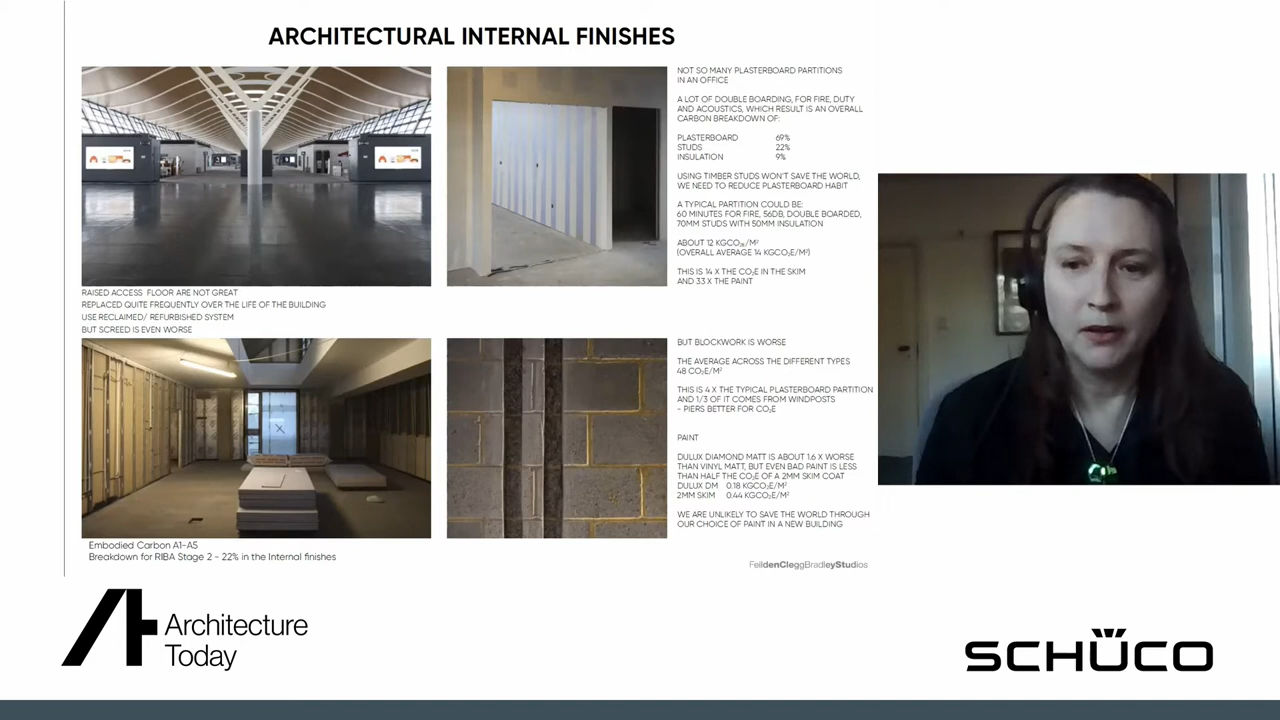 ARCHITECTURAL INTERNAL FINISHES
RAISED ACCESS FLOOR ARE NOT GREAT
REPLACED QUITE FREQUENTLY OVER THE LIFE OF THE BUILDING
USE RECLAIMED/ REFURBISHED SYSTEM
BUT SCREED IS EVEN WORSE
Embodied Carbon A1-A5
Breakdown for RIBA Stage 2 - 22% in the Internal finishes
NOT SO MANY PLASTERBOARD PARTITIONS
IN AN OFFICE
A LOT OF DOUBLE BOARDING, FOR FIRE, DUTY
AND ACOUSTICS, WHICH RESULT IS AN OVERALL
CARBON BREAKDOWN OF:
PLASTERBOARD 69%
STUDS 22%
INSULATION 9%
USING TIMBER STUDS WON'T SAVE THE WORLD,
WE NEED TO REDUCE PLASTERBOARD HABIT
A TYPICAL PARTITION COULD BE:
60 MINUTES FOR FIRE, 56DB, DOUBLE BOARDED,
70MM STUDS WITH 50MM INSULATION
ABOUT 12 KGCO₂ₑ/M²
(OVERALL AVERAGE 14 KGCO₂E/M²)
THIS IS 14 X THE CO₂E IN THE SKIM
AND 33 X THE PAINT
BUT BLOCKWORK IS WORSE
THE AVERAGE ACROSS THE DIFFERENT TYPES
48 CO₂E/M²
THIS IS 4 X THE TYPICAL PLASTERBOARD PARTITION
AND 1/3 OF IT COMES FROM WINDPOSTS
- PIERS BETTER FOR CO₂E
PAINT
DULUX DIAMOND MATT IS ABOUT 1.6 X WORSE
THAN VINYL MATT, BUT EVEN BAD PAINT IS LESS
THAN HALF THE CO₂E OF A 2MM SKIM COAT
DULUX DM 0.18 KGCO₂E/M²
2MM SKIM 0.44 KGCO₂E/M²
WE ARE UNLIKELY TO SAVE THE WORLD THROUGH
OUR CHOICE OF PAINT IN A NEW BUILDING
FeildenCleggBradleyStudios
Architecture
Today
SCHÜCO